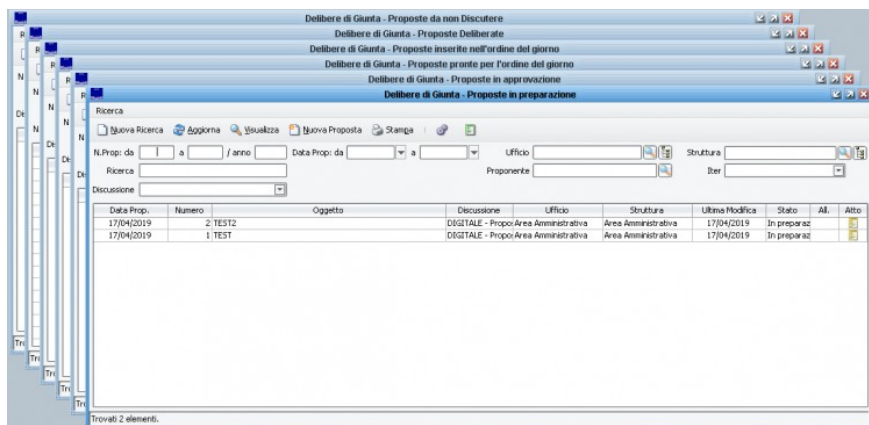 Delibere di Giunta - Proposte da non Discutere
Delibere di Giunta - Proposte Deliberate
Delibere di Giunta - Proposte inserite nell'ordine del giorno
Delibere di Giunta - Proposte pronte per l'ordine del giorno
Delibere di Giunta - Proposte in approvazione
Delibere di Giunta - Proposte in preparazione
Ricerca
Nuova Ricerca Aggiorna Visualizza Nuova Proposta Stampa
N.Prop: da a / anno Data Prop: da a Ufficio Struttura
Ricerca Proponente Iter
Discussione
Data Prop. Numero Oggetto Discussione Ufficio Struttura Ultima Modifica Stato All. Atto
17/04/2019 2 TEST2 DIGITALE - Propo: Area Amministrativa Area Amministrativa 17/04/2019 In preparaz
17/04/2019 1 TEST DIGITALE - Propo: Area Amministrativa Area Amministrativa 17/04/2019 In preparaz
Trovati 2 elementi.